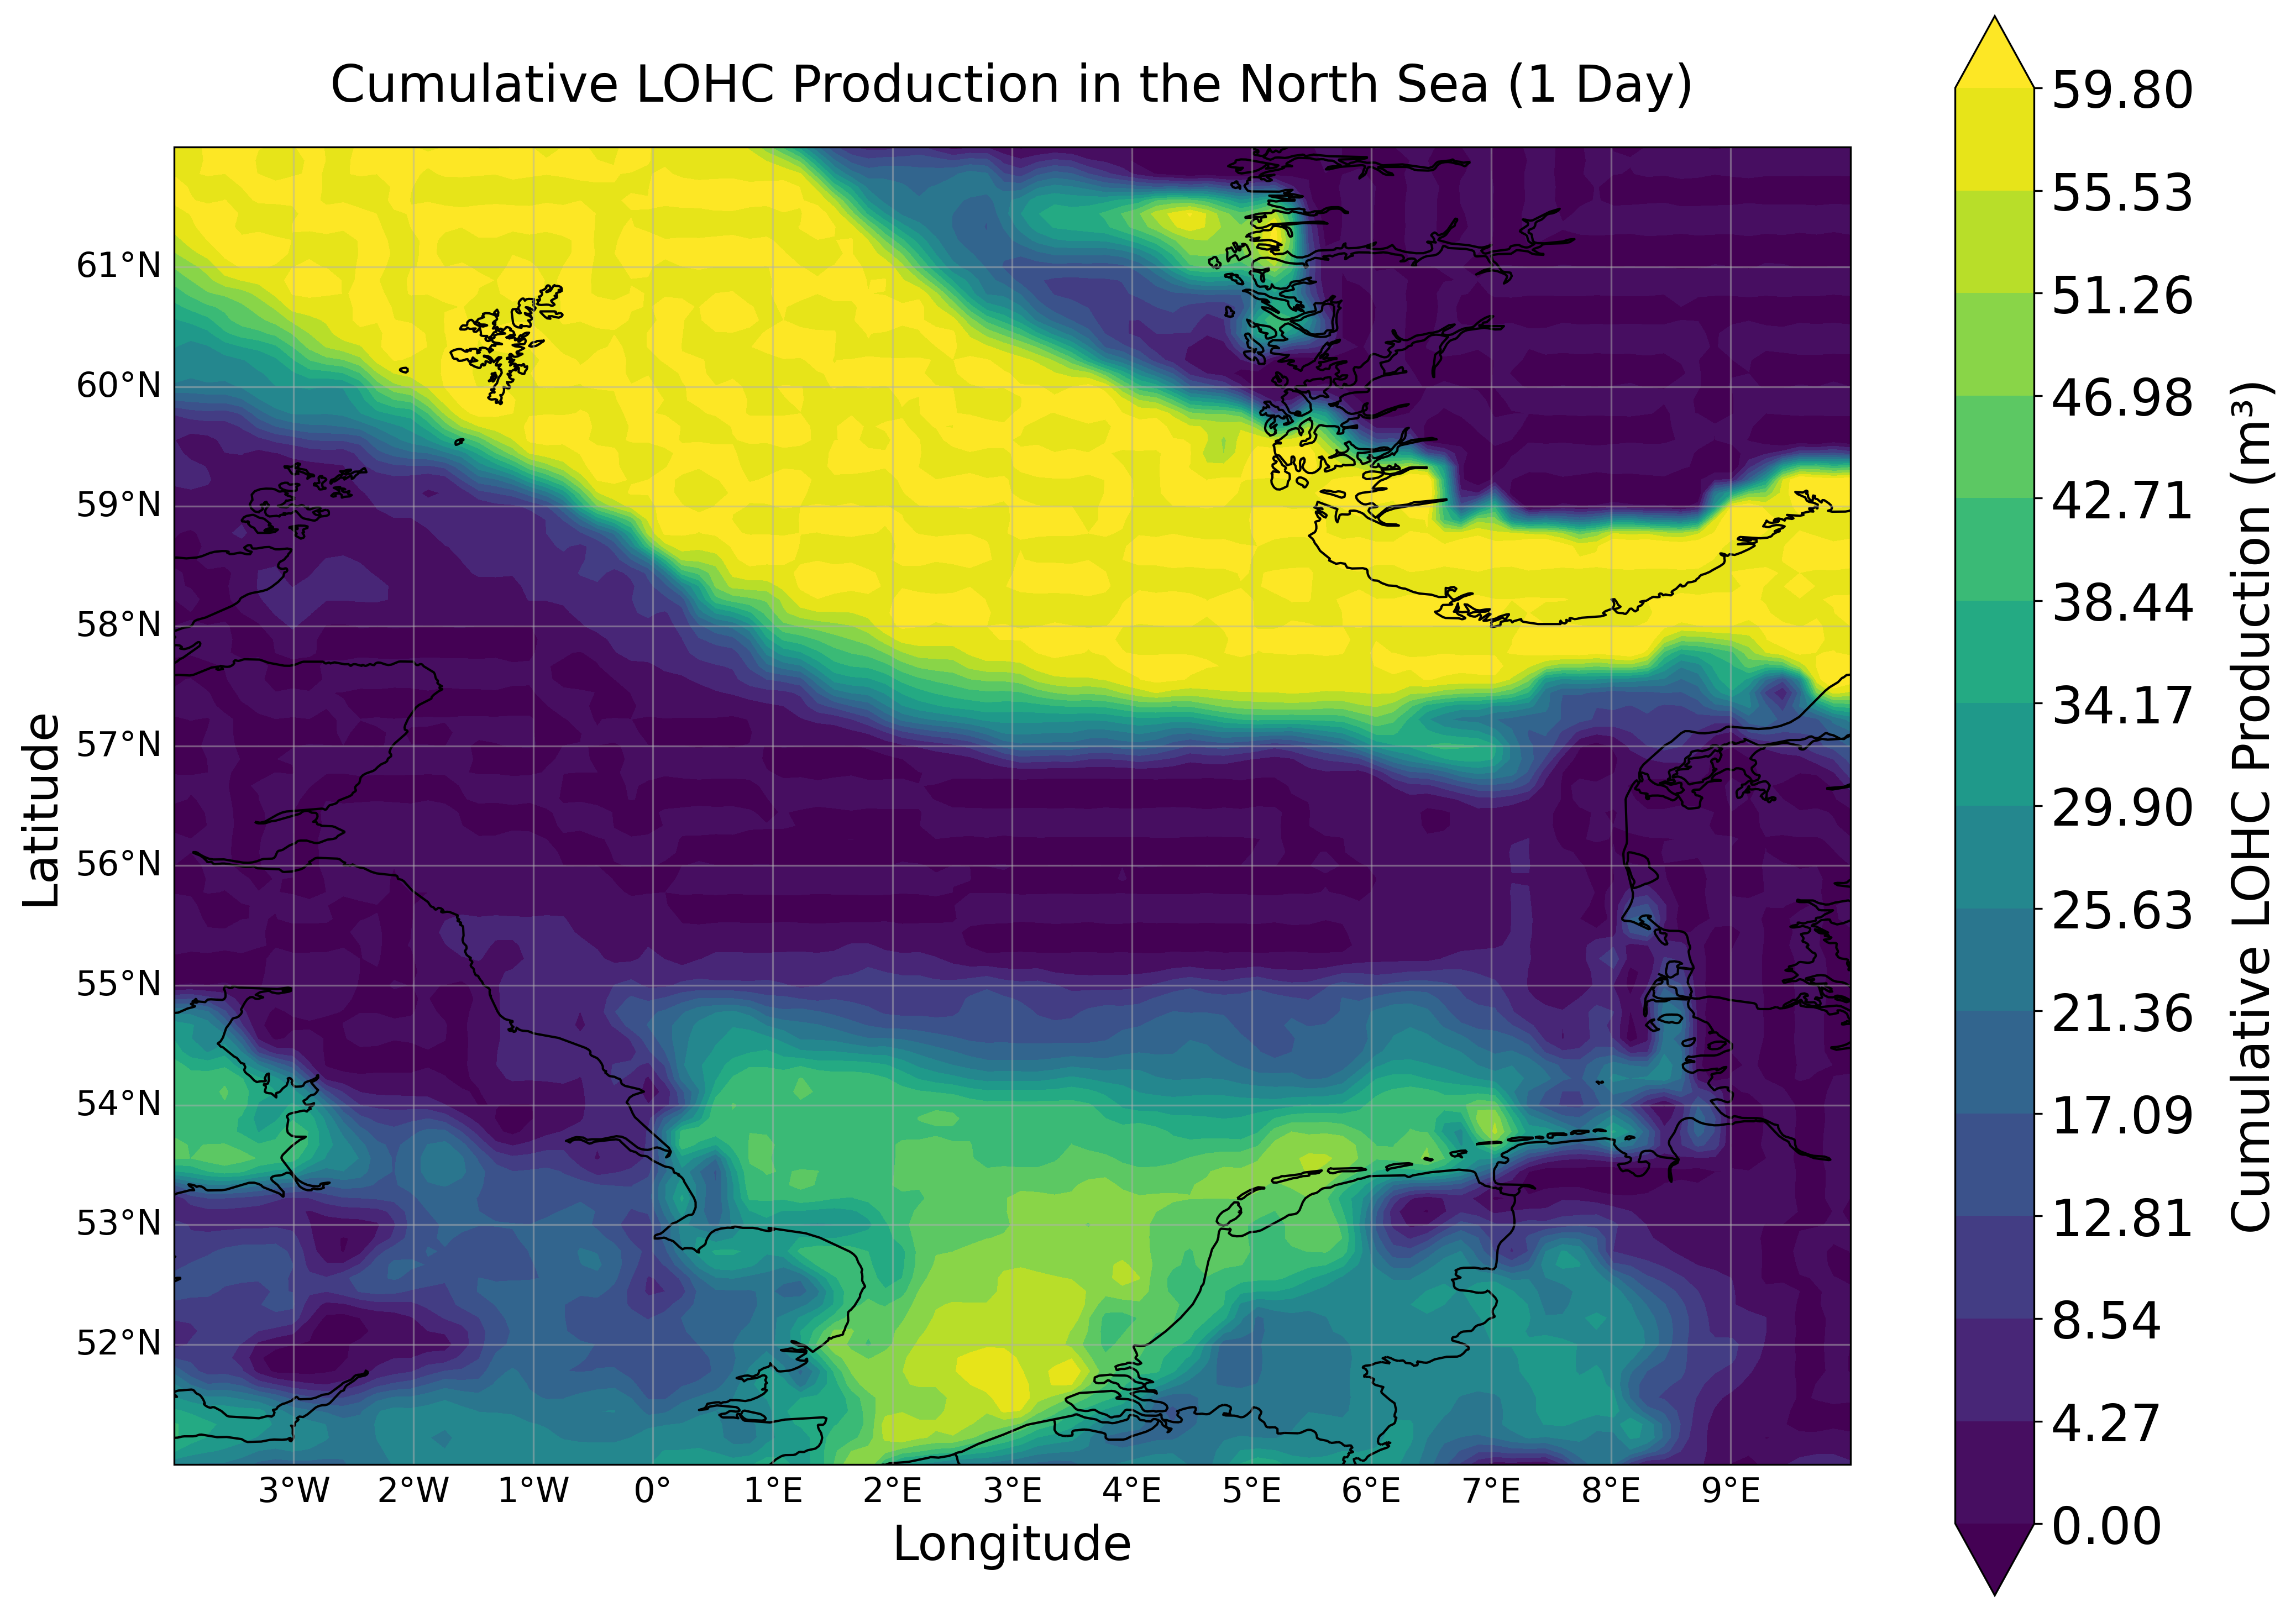 Cumulative LOHC Production in the North Sea (1 Day)
61°N
60°N
59°N
58°N
57°N
56°N
55°N
54°N
53°N
52°N
Latitude
3°W 2°W 1°W 0° 1°E 2°E 3°E 4°E 5°E 6°E 7°E 8°E 9°E
Longitude
59.80
55.53
51.26
46.98
42.71
38.44
34.17
29.90
25.63
21.36
17.09
12.81
8.54
4.27
0.00
Cumulative LOHC Production (m³)